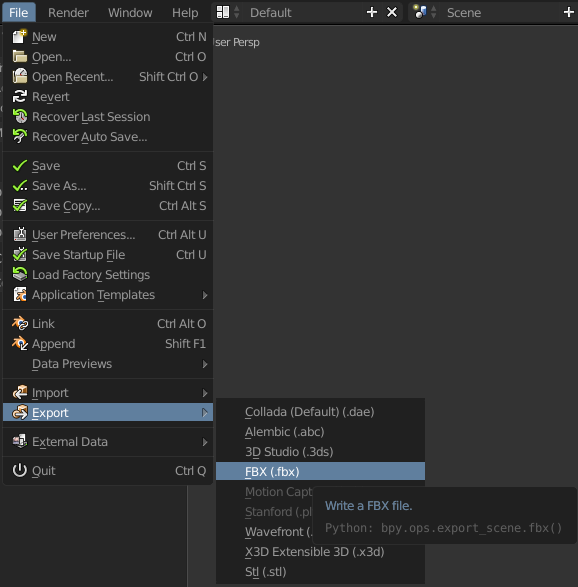 File Render Window Help Default Scene
User Persp
New Ctrl N
Open... Ctrl O
Open Recent... Shift Ctrl O
Revert
Recover Last Session
Recover Auto Save...
Save Ctrl S
Save As... Shift Ctrl S
Save Copy... Ctrl Alt S
User Preferences... Ctrl Alt U
Save Startup File Ctrl U
Load Factory Settings
Application Templates
Link Ctrl Alt O
Append Shift F1
Data Previews
Import
Export
External Data
Quit Ctrl Q
Collada (Default) (.dae)
Alembic (.abc)
3D Studio (.3ds)
FBX (.fbx)
Motion Capt
Stanford (.pl
Wavefront (
X3D Extensible 3D (.x3d)
Stl (.stl)
Write a FBX file.
Python: bpy.ops.export_scene.fbx()